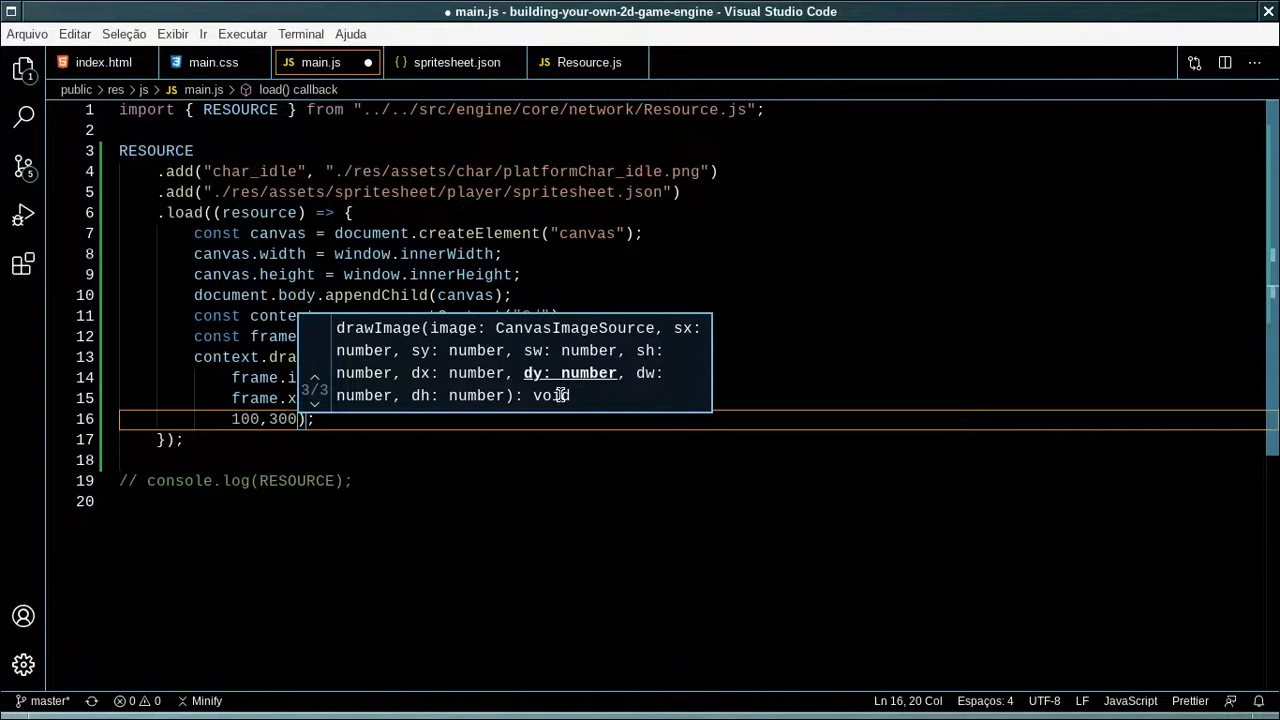 ● main.js - building-your-own-2d-game-engine - Visual Studio Code
Arquivo Editar Seleção Exibir Ir Executar Terminal Ajuda
index.html main.css JS main.js ● {} spritesheet.json JS Resource.js
public > res > js > JS main.js > load() callback
1 import { RESOURCE } from "../../src/engine/core/network/Resource.js";
2
3 RESOURCE
4 .add("char_idle", "./res/assets/char/platformChar_idle.png")
5 .add("./res/assets/spritesheet/player/spritesheet.json")
6 .load((resource) => {
7 const canvas = document.createElement("canvas");
8 canvas.width = window.innerWidth;
9 canvas.height = window.innerHeight;
10 document.body.appendChild(canvas);
11 const conte
12 const frame
13 context.dra
14 frame.i
15 frame.x
16 100,300);
17 });
18
19 // console.log(RESOURCE);
20
drawImage(image: CanvasImageSource, sx:
number, sy: number, sw: number, sh:
number, dx: number, dy: number, dw:
3/3 number, dh: number): void
1
5
master* 0 0 Minify Ln 16, 20 Col Espaços: 4 UTF-8 LF JavaScript Prettier